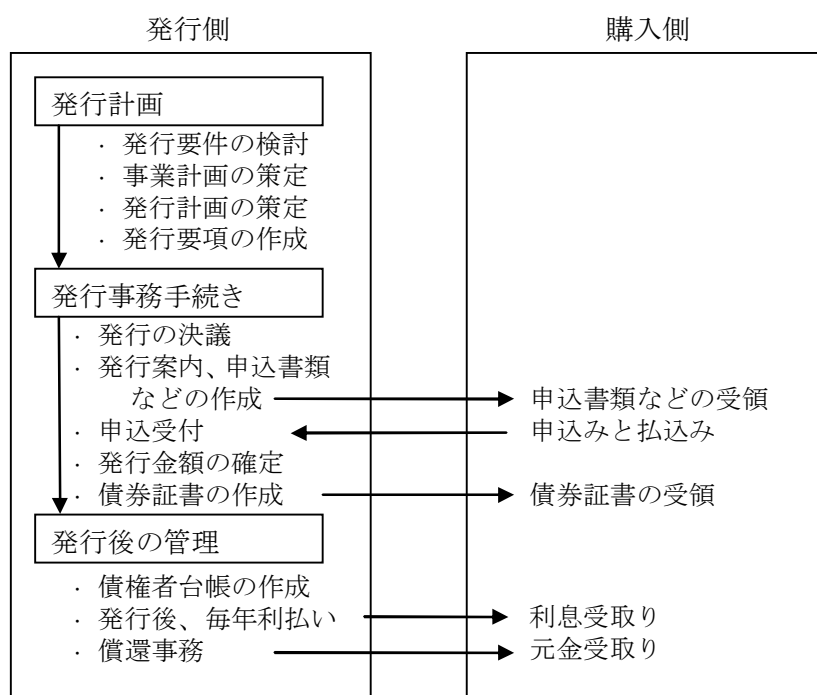 発行側
購入側
発行計画
・発行要件の検討
・事業計画の策定
・発行計画の策定
・発行要項の作成
発行事務手続き
・発行の決議
・発行案内、申込書類
などの作成
申込書類などの受領
・申込受付
申込みと払込み
・発行金額の確定
・債券証書の作成
債券証書の受領
発行後の管理
・債権者台帳の作成
・発行後、毎年利払い
利息受取り
・償還事務
元金受取り